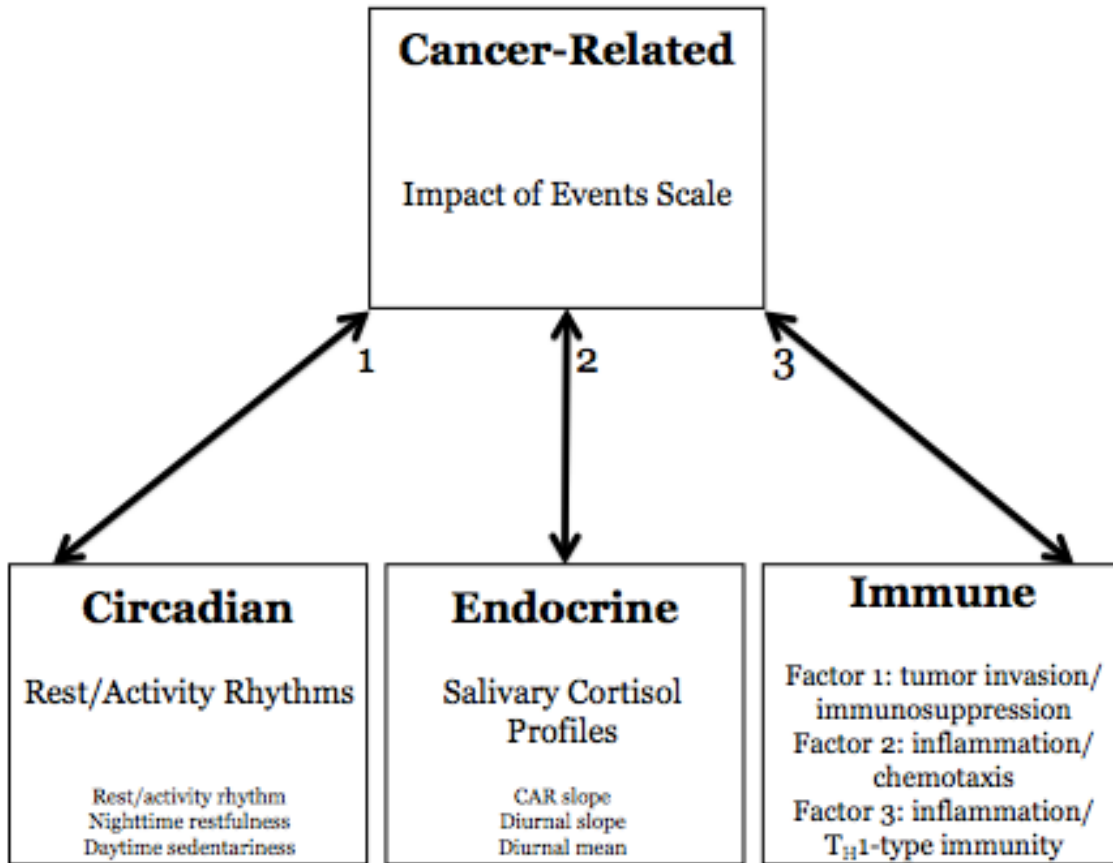 Cancer-Related
Impact of Events Scale
1
2
3
Circadian
Rest/Activity Rhythms
Rest/activity rhythm
Nighttime restfulness
Daytime sedentariness
Endocrine
Salivary Cortisol
Profiles
CAR slope
Diurnal slope
Diurnal mean
Immune
Factor 1: tumor invasion/
immunosuppression
Factor 2: inflammation/
chemotaxis
Factor 3: inflammation/
T_H1-type immunity